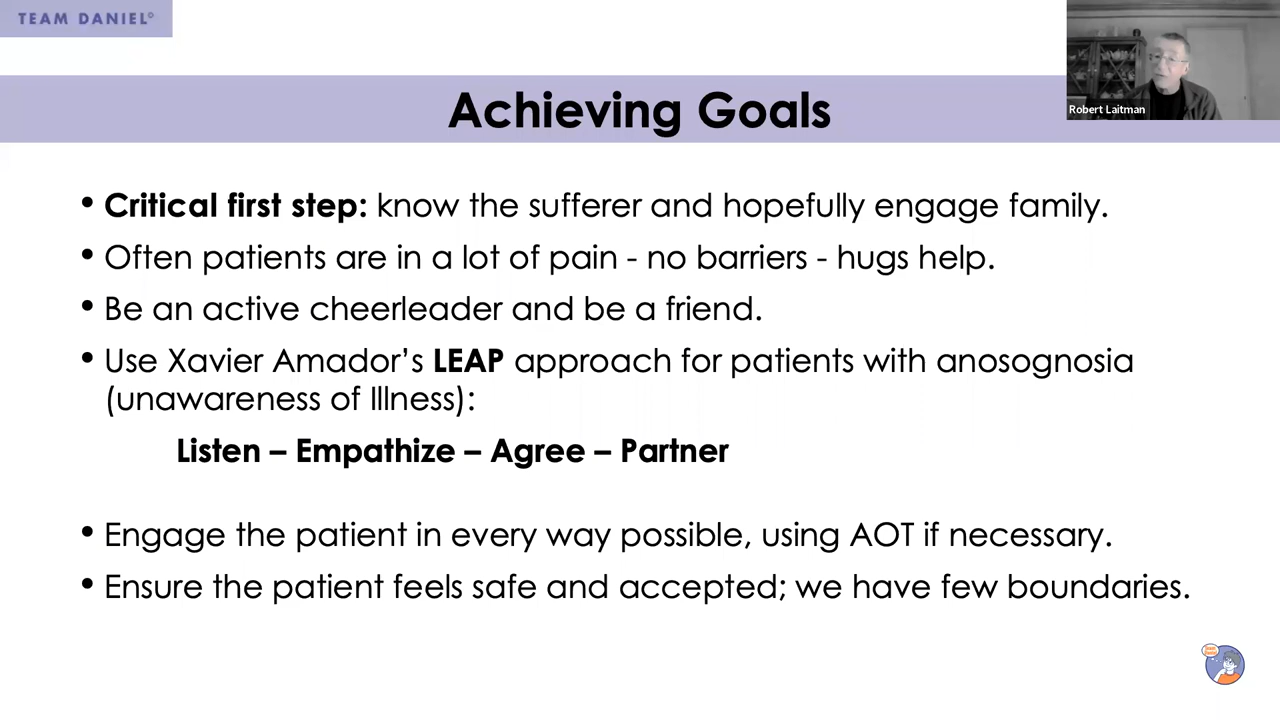 TEAM DANIEL©
Robert Laitman
Achieving Goals
• Critical first step: know the sufferer and hopefully engage family.
• Often patients are in a lot of pain - no barriers - hugs help.
• Be an active cheerleader and be a friend.
• Use Xavier Amador’s LEAP approach for patients with anosognosia
(unawareness of Illness):
Listen – Empathize – Agree – Partner
• Engage the patient in every way possible, using AOT if necessary.
• Ensure the patient feels safe and accepted; we have few boundaries.